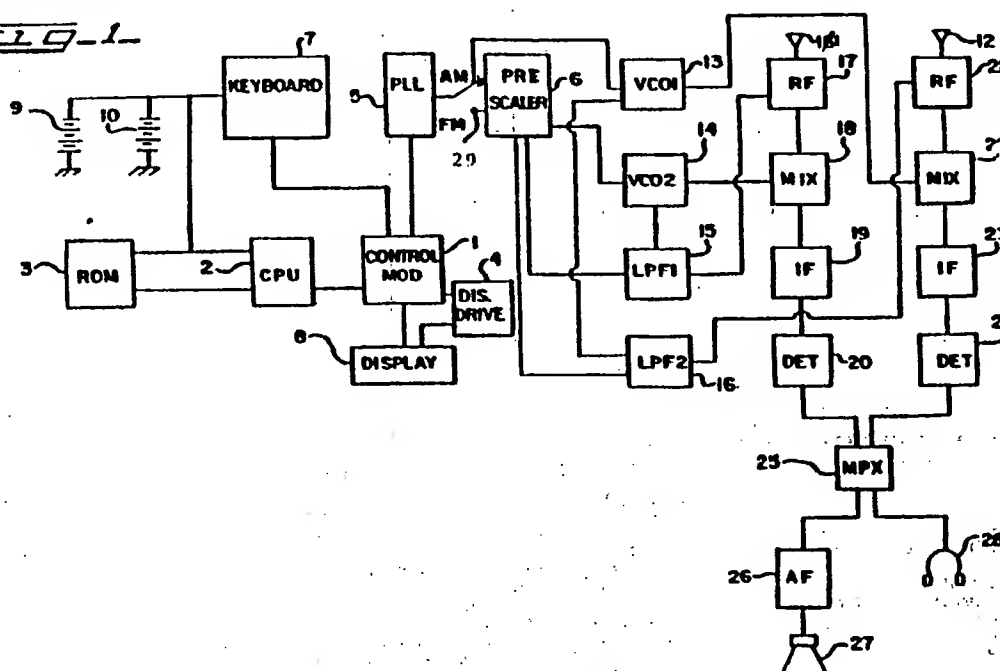 FIG_1_
7
KEYBOARD
9
10
5
PLL
AM
FM
29
PRE
SCALER
6
VCO1
13
VCO2
14
LPF1
15
LPF2
16
RF
17
12
RF
MIX
18
MIX
IF
19
IF
DET
20
DET
3
ROM
2
CPU
CONTROL
MOD
1
4
DIS.
DRIVE
8
DISPLAY
25
MPX
26
AF
27
28